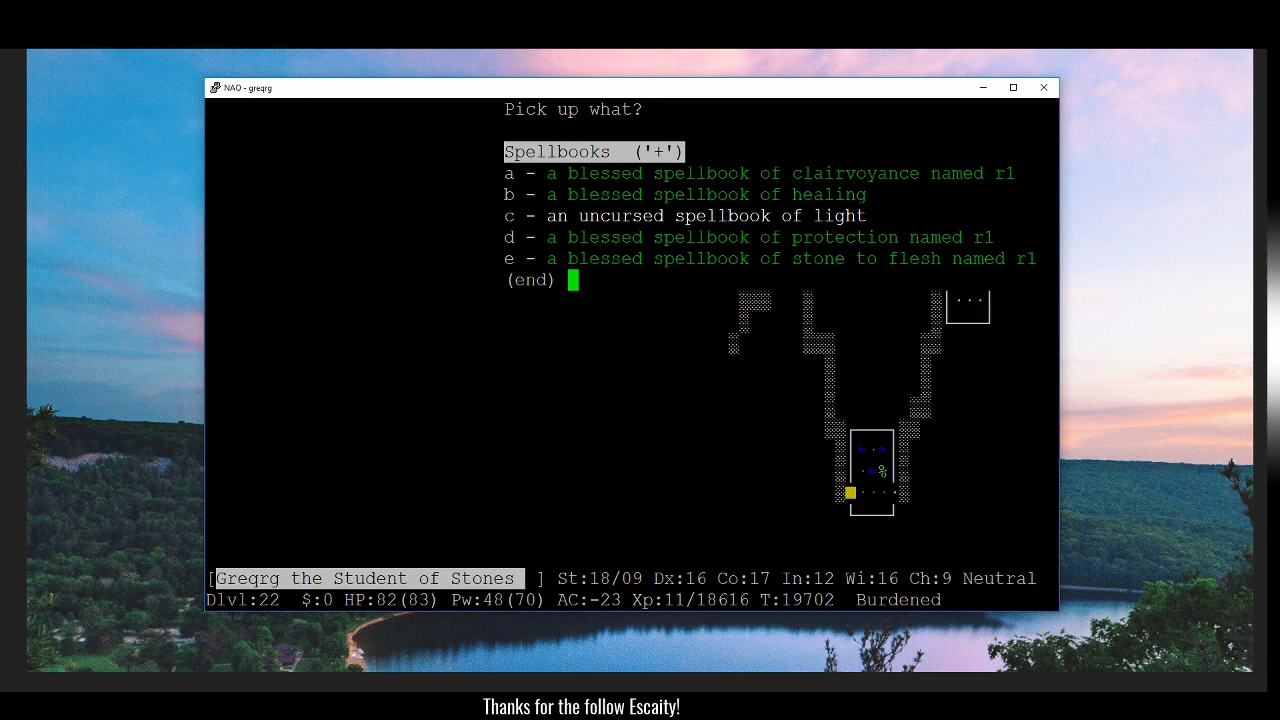 NAO - greqrg
Pick up what?
Spellbooks ('+')
a - a blessed spellbook of clairvoyance named r1
b - a blessed spellbook of healing
c - an uncursed spellbook of light
d - a blessed spellbook of protection named r1
e - a blessed spellbook of stone to flesh named r1
(end)
[Greqrg the Student of Stones ] St:18/09 Dx:16 Co:17 In:12 Wi:16 Ch:9 Neutral
Dlvl:22 $:0 HP:82(83) Pw:48(70) AC:-23 Xp:11/18616 T:19702 Burdened
Thanks for the follow Escaity!